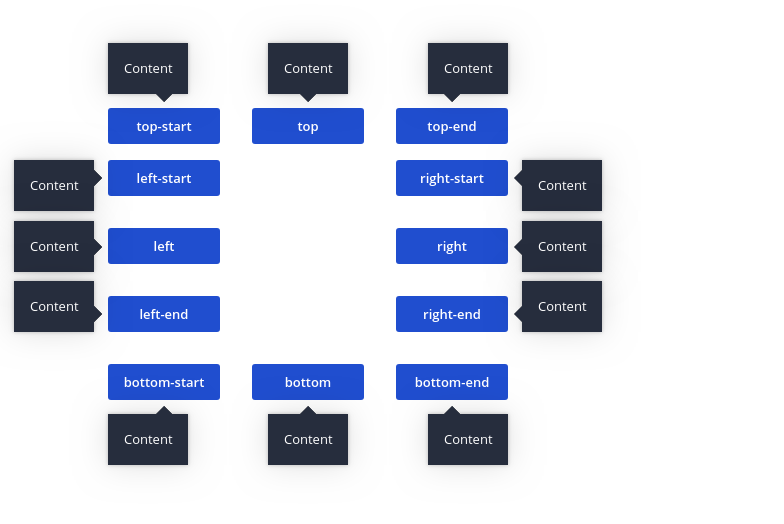 Content Content Content
top-start top top-end
Content left-start right-start Content
Content left right Content
Content left-end right-end Content
bottom-start bottom bottom-end
Content Content Content